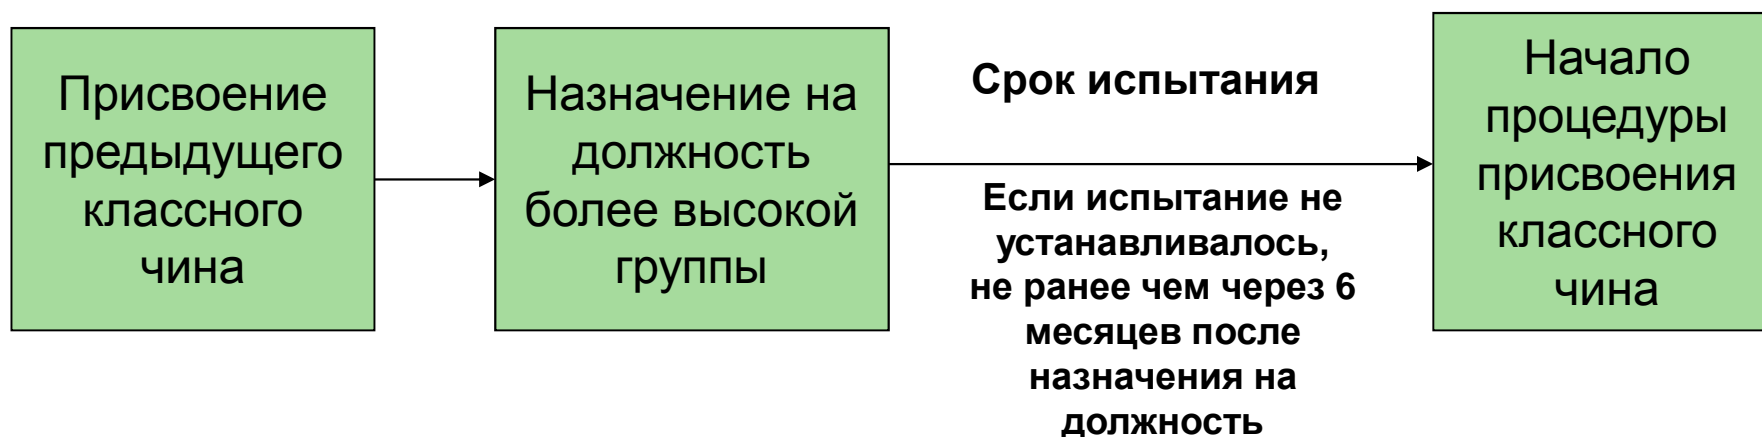 Присвоение
предыдущего
классного
чина
Назначение на
должность
более высокой
группы
Срок испытания
Если испытание не
устанавливалось,
не ранее чем через 6
месяцев после
назначения на
должность
Начало
процедуры
присвоения
классного
чина